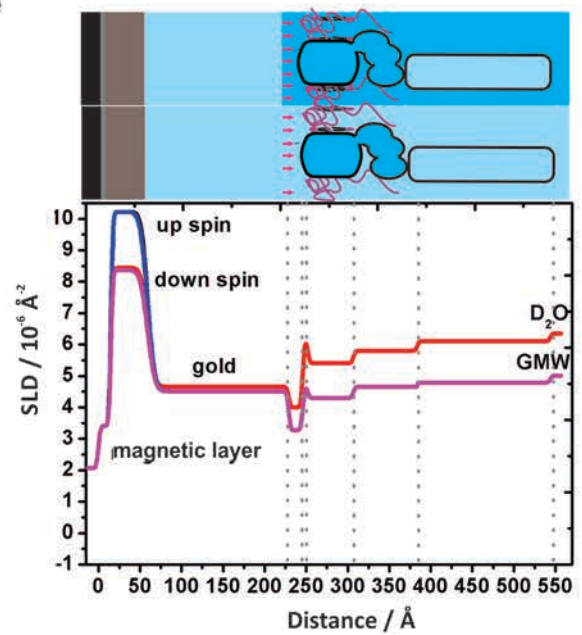 SLD / 10⁻⁶ Å⁻²
10
9
8
7
6
5
4
3
2
1
0
-1
up spin
down spin
gold
magnetic layer
D₂O
GMW
0 50 100 150 200 250 300 350 400 450 500 550
Distance / Å